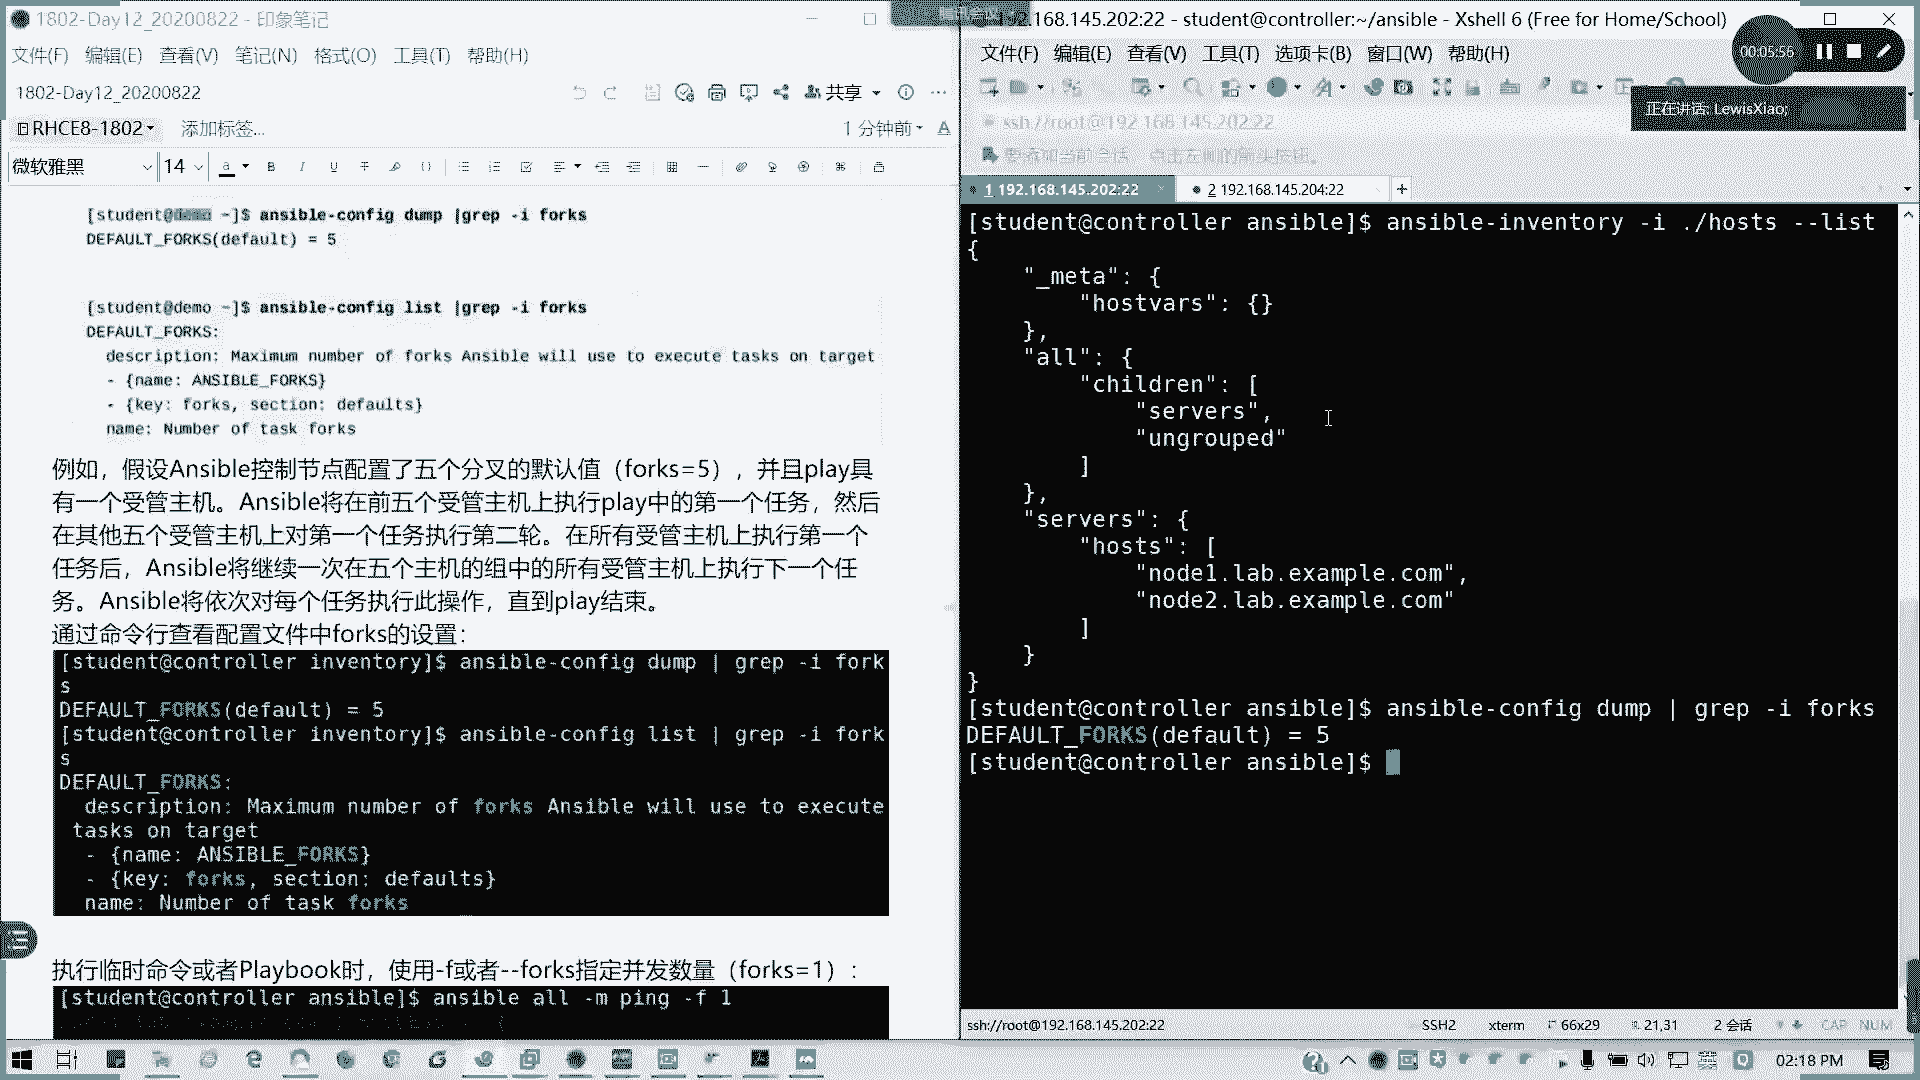 1802-Day12_20200822 - 印象笔记
文件(F) 编辑(E) 查看(V) 笔记(N) 格式(O) 工具(T) 帮助(H)
1802-Day12_20200822
共享
RHCE8-1802
添加标签...
1 分钟前
微软雅黑
14
[student@demo ~]$ ansible-config dump |grep -i forks
DEFAULT_FORKS(default) = 5
[student@demo ~]$ ansible-config list |grep -i forks
DEFAULT_FORKS:
description: Maximum number of forks Ansible will use to execute tasks on target
- {name: ANSIBLE_FORKS}
- {key: forks, section: defaults}
name: Number of task forks
例如，假设Ansible控制节点配置了五个分叉的默认值（forks=5），并且play具
有一个受管主机。Ansible将在前五个受管主机上执行play中的第一个任务，然后
在其他五个受管主机上对第一个任务执行第二轮。在所有受管主机上执行第一个
任务后，Ansible将继续一次在五个主机的组中的所有受管主机上执行下一个任
务。Ansible将依次对每个任务执行此操作，直到play结束。
通过命令行查看配置文件中forks的设置：
[student@controller inventory]$ ansible-config dump | grep -i fork
s
DEFAULT_FORKS(default) = 5
[student@controller inventory]$ ansible-config list | grep -i fork
s
DEFAULT_FORKS:
description: Maximum number of forks Ansible will use to execute
tasks on target
- {name: ANSIBLE_FORKS}
- {key: forks, section: defaults}
name: Number of task forks
执行临时命令或者Playbook时，使用-f或者--forks指定并发数量（forks=1）：
[student@controller ansible]$ ansible all -m ping -f 1
192.168.145.202:22 - student@controller:~/ansible - Xshell 6 (Free for Home/School)
文件(F) 编辑(E) 查看(V) 工具(T) 选项卡(B) 窗口(W) 帮助(H)
00:05:56
正在讲话: LewisXiao;
ssh://root@192.168.145.202:22
要添加当前会话，点击左侧的箭头按钮。
1 192.168.145.202:22
2 192.168.145.204:22
[student@controller ansible]$ ansible-inventory -i ./hosts --list
{
"_meta": {
"hostvars": {}
},
"all": {
"children": [
"servers",
"ungrouped"
]
},
"servers": {
"hosts": [
"node1.lab.example.com",
"node2.lab.example.com"
]
}
}
[student@controller ansible]$ ansible-config dump | grep -i forks
DEFAULT_FORKS(default) = 5
[student@controller ansible]$
ssh://root@192.168.145.202:22
SSH2
xterm
66x29
21,31
2 会话
CAP NUM
02:18 PM